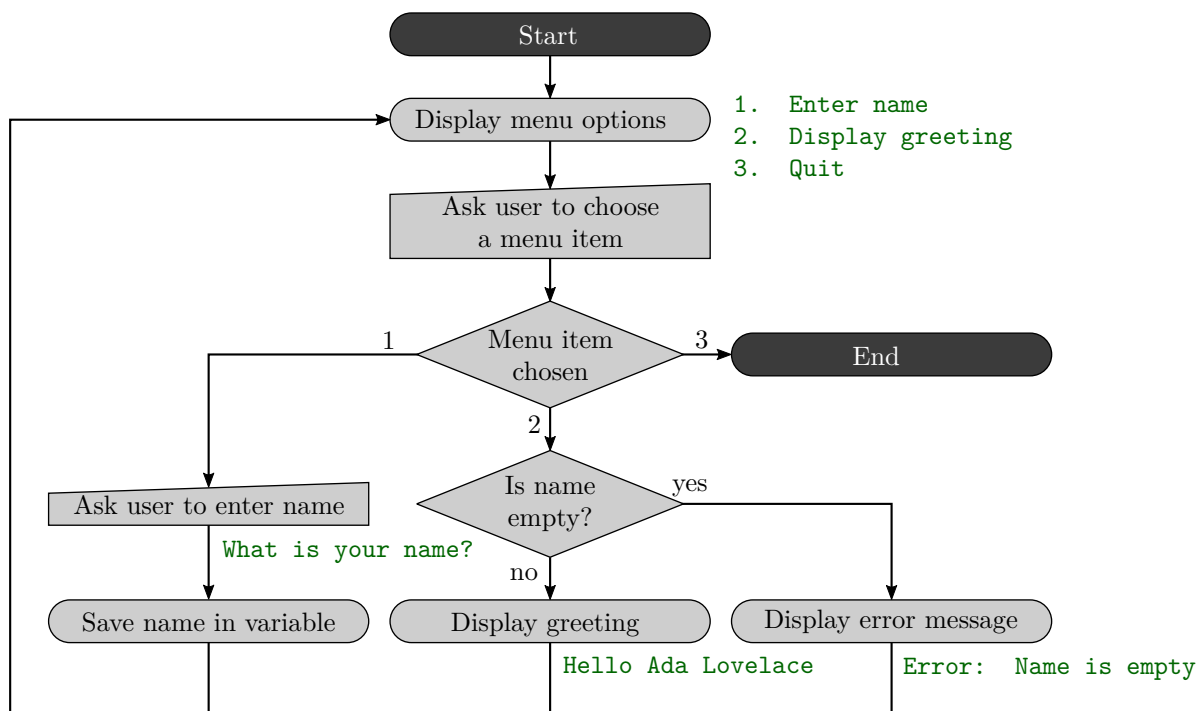 Start
Display menu options
1. Enter name
2. Display greeting
3. Quit
Ask user to choose
a menu item
Menu item
chosen
1
3
End
2
Is name
empty?
yes
Ask user to enter name
What is your name?
no
Save name in variable
Display greeting
Display error message
Hello Ada Lovelace
Error: Name is empty